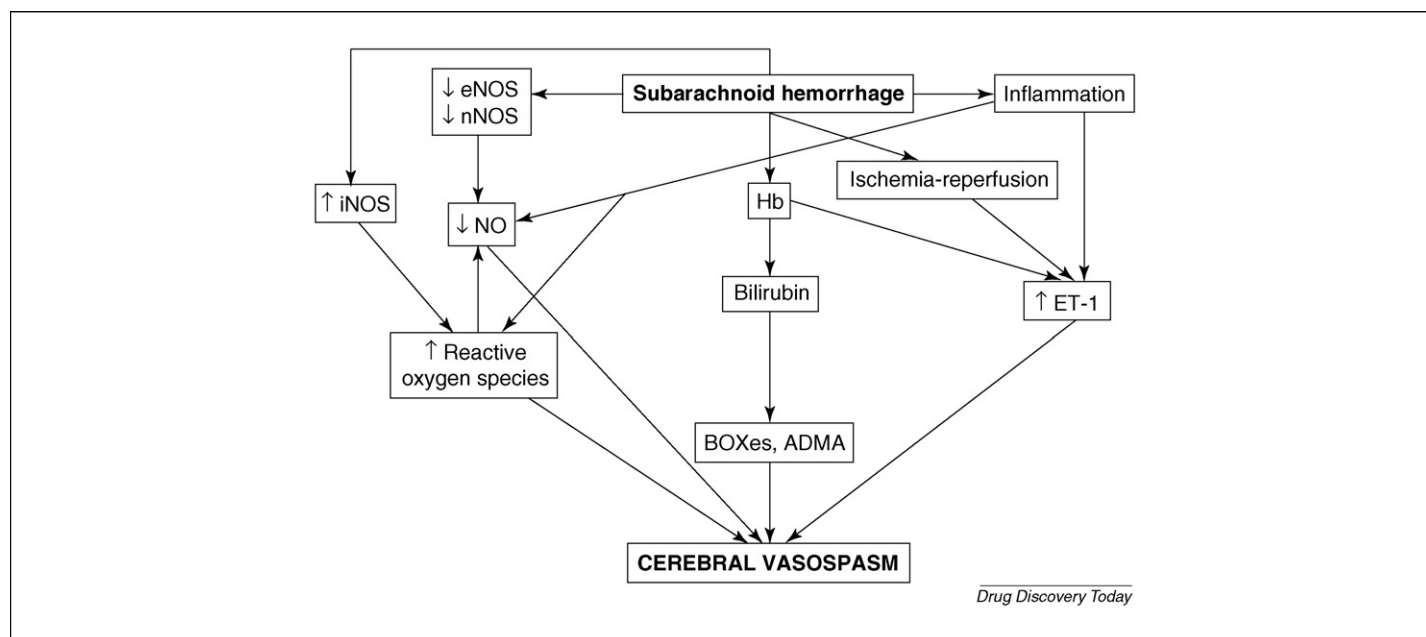 ↓ eNOS
↓ nNOS
Subarachnoid hemorrhage
Inflammation
Ischemia-reperfusion
↑ iNOS
Hb
↓ NO
Bilirubin
↑ ET-1
↑ Reactive
oxygen species
BOXes, ADMA
CEREBRAL VASOSPASM
Drug Discovery Today